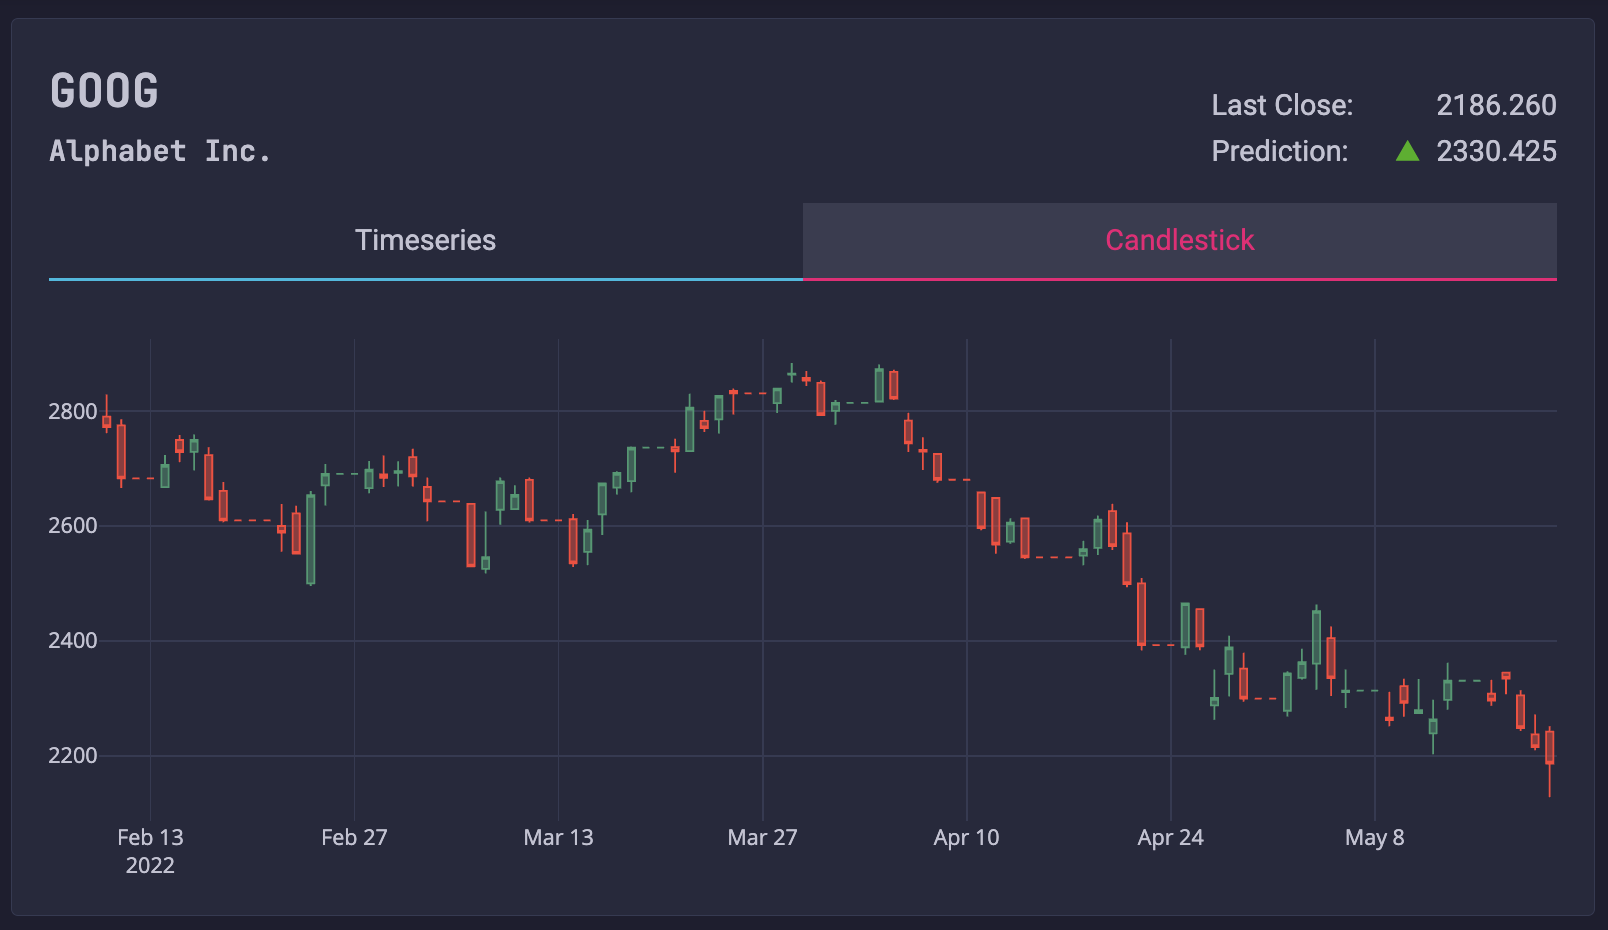 GOOG
Alphabet Inc.
Last Close: 2186.260
Prediction: ▲ 2330.425
Timeseries Candlestick
2800
2600
2400
2200
Feb 13 Feb 27 Mar 13 Mar 27 Apr 10 Apr 24 May 8
2022